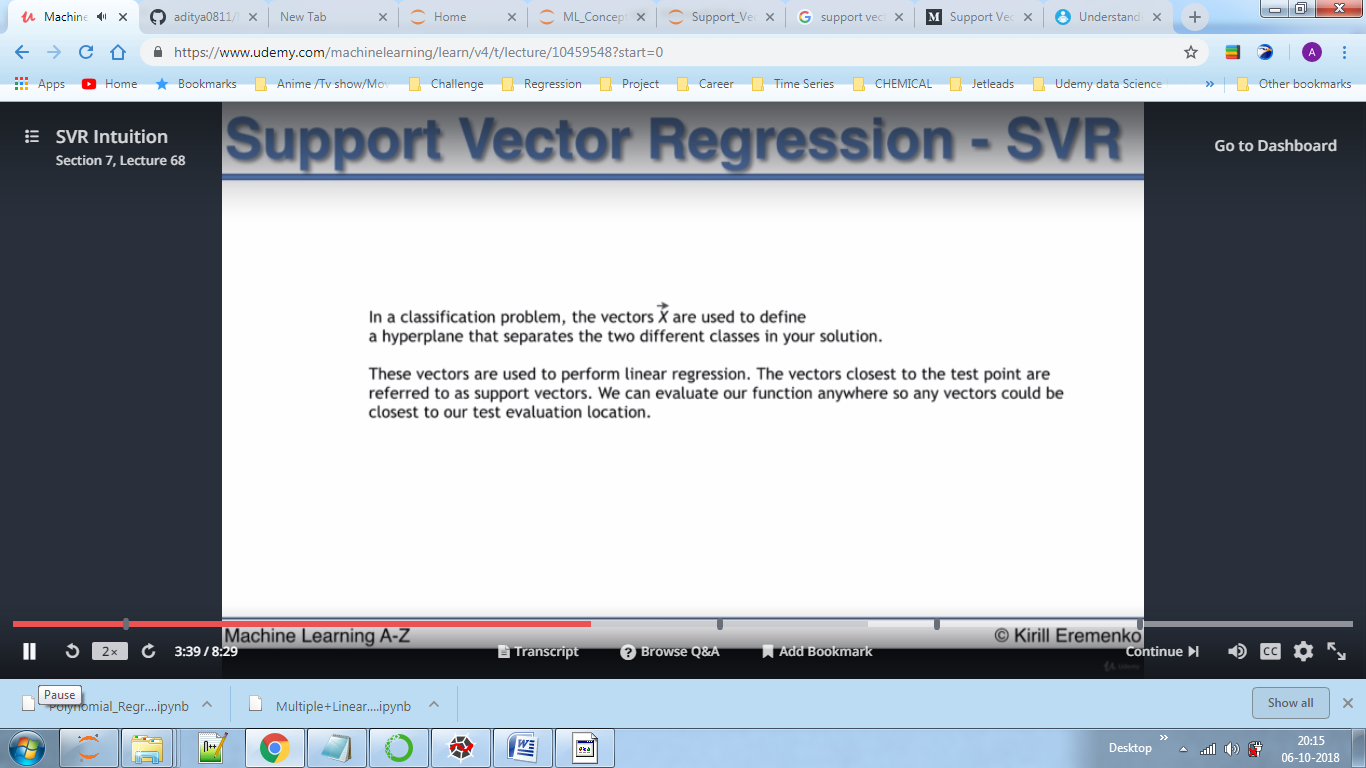 Machine
aditya0811/
New Tab
Home
ML_Concep
Support_Ve
support vect
Support Vec
Understand
https://www.udemy.com/machinelearning/learn/v4/t/lecture/10459548?start=0
A
Apps
Home
Bookmarks
Anime /Tv show/Mov
Challenge
Regression
Project
Career
Time Series
CHEMICAL
Jetleads
Udemy data Science
»
Other bookmarks
SVR Intuition
Section 7, Lecture 68
Support Vector Regression - SVR
Go to Dashboard
In a classification problem, the vectors X⃗ are used to define
a hyperplane that separates the two different classes in your solution.
These vectors are used to perform linear regression. The vectors closest to the test point are
referred to as support vectors. We can evaluate our function anywhere so any vectors could be
closest to our test evaluation location.
Machine Learning A-Z
© Kirill Eremenko
2×
3:39 / 8:29
Transcript
Browse Q&A
Add Bookmark
Continue
CC
Udemy
Pause
Polynomial_Regr....ipynb
Multiple+Linear....ipynb
Show all
Desktop
»
20:15
06-10-2018